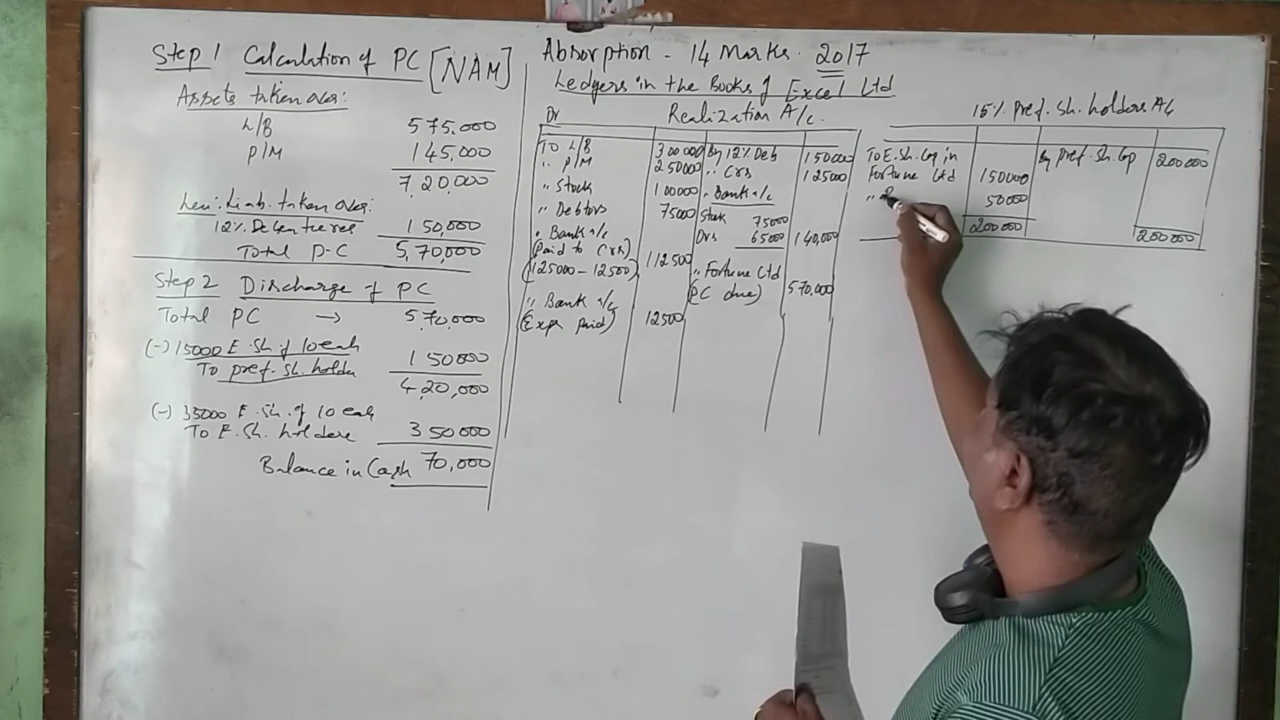 Step 1 Calculation of PC [NAM]
Assets taken over:
L/B 575,000
P/M 145,000
7,20,000
Less: Liab. taken over:
12% Debentures 150,000
Total P-C 5,70,000
Step 2 Discharge of PC
Total PC → 5,70,000
(-) 15000 E.Sh. of 10 each 1 50 000
To pref. sh. holder
4,20,000
(-) 35000 E.Sh. of 10 each
To E.Sh. holders 3 50000
Balance in Cash 70,000
Absorption - 14 Marks. 2017
Ledgers in the Books of Excel Ltd
Dr Realization A/c.
To L/B 300000 By 12% Deb 150000
" P/M 250000 " Crs 125000
" Stock 100000 " Bank a/c
" Debtors 75000 Stock 75000
Drs 65000 140,000
" Bank a/c
(Paid to Crs)
(125000 - 12500) 112500
" Fortune Ltd
(PC due) 570,000
" Bank a/c
(Exps paid) 12500
15% Pref. Sh. holders A/c
To E.Sh. Cap in
Fortune Ltd 150000
By Pref. Sh. Cap 200000
" 50000
200000 200000